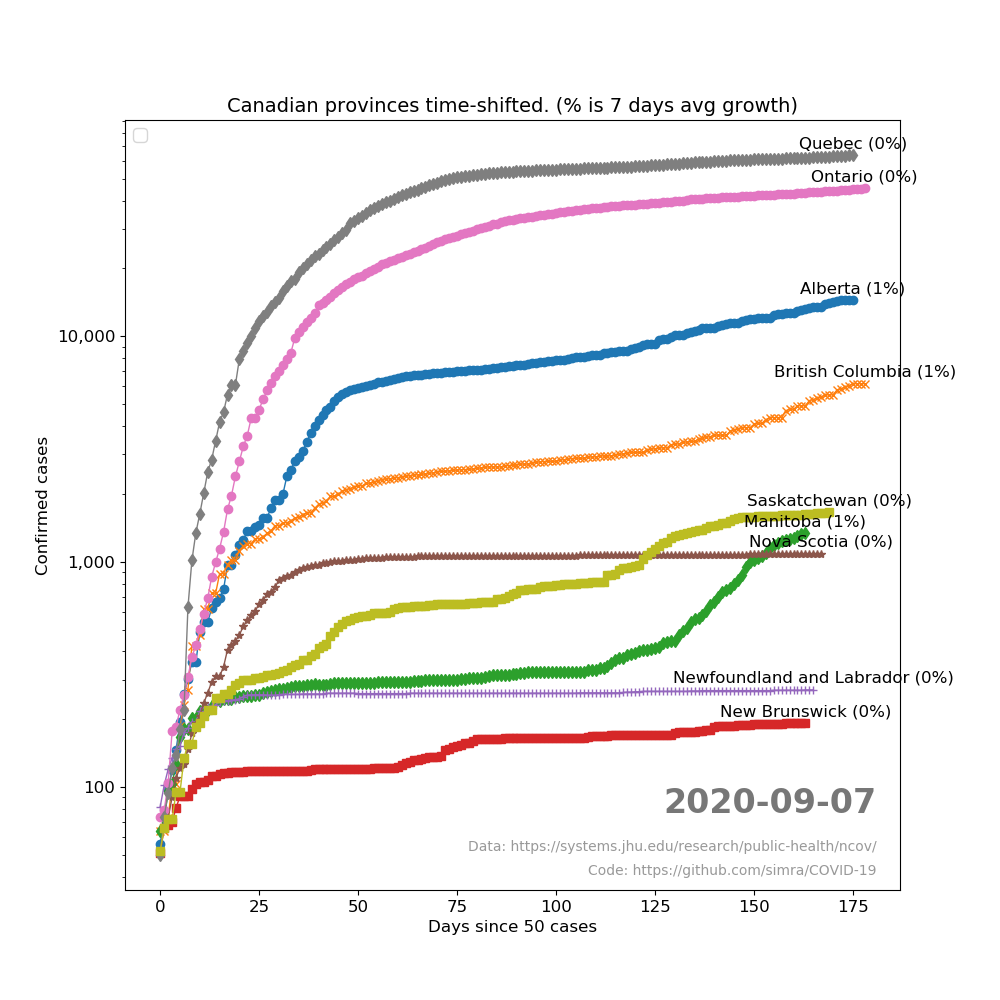 Canadian provinces time-shifted. (% is 7 days avg growth)
Quebec (0%)
Ontario (0%)
Alberta (1%)
British Columbia (1%)
Saskatchewan (0%)
Manitoba (1%)
Nova Scotia (0%)
Newfoundland and Labrador (0%)
New Brunswick (0%)
10,000
1,000
100
Confirmed cases
2020-09-07
Data: https://systems.jhu.edu/research/public-health/ncov/
Code: https://github.com/simra/COVID-19
0 25 50 75 100 125 150 175
Days since 50 cases